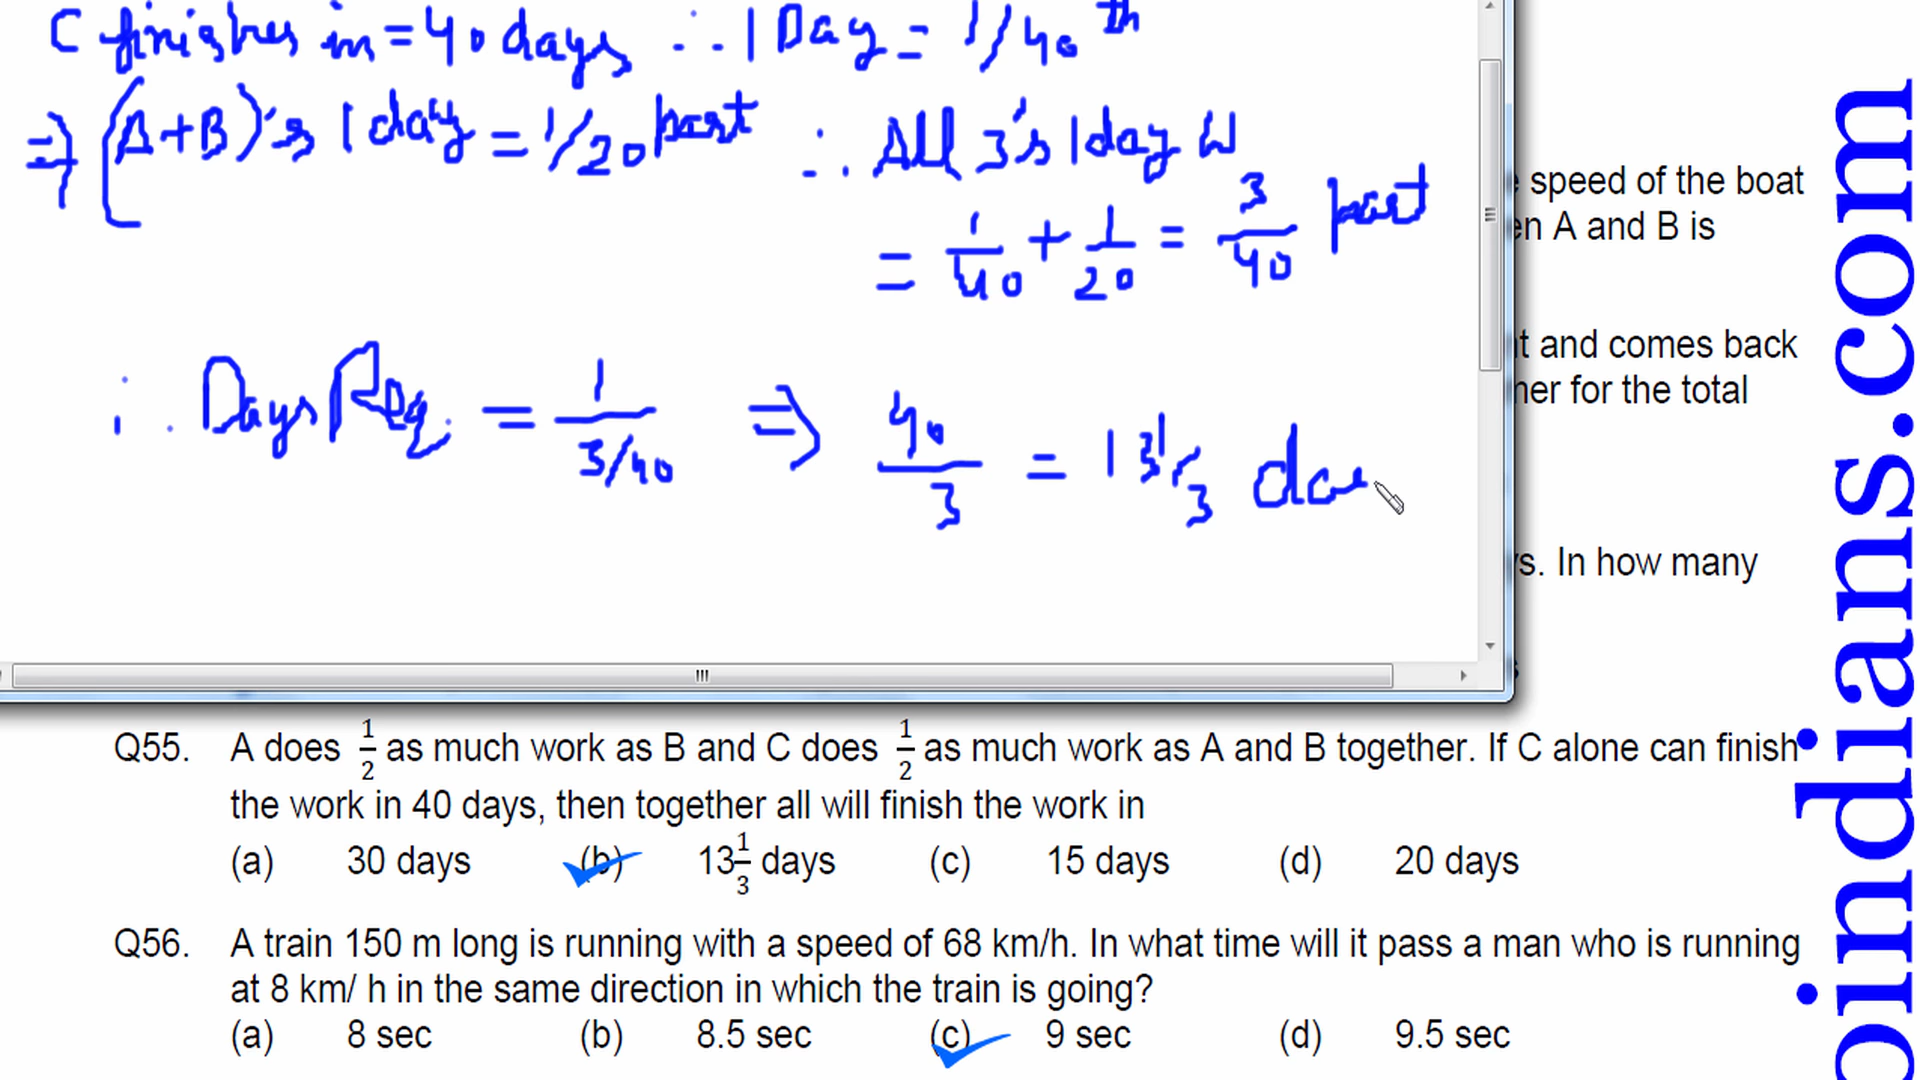 C finishes in = 40 days ∴ 1 Day = 1/40 th
⇒ (A+B)'s 1 day = 1/20 part ∴ All 3's 1 day W
= 1/40 + 1/20 = 3/40 part
∴ Days Req. = 1/3/40 ⇒ 40/3 = 13 1/3 da
speed of the boat
en A and B is
t and comes back
ner for the total
s. In how many
Q55. A does 1/2 as much work as B and C does 1/2 as much work as A and B together. If C alone can finish
the work in 40 days, then together all will finish the work in
(a) 30 days (b) 13 1/3 days (c) 15 days (d) 20 days
Q56. A train 150 m long is running with a speed of 68 km/h. In what time will it pass a man who is running
at 8 km/ h in the same direction in which the train is going?
(a) 8 sec (b) 8.5 sec (c) 9 sec (d) 9.5 sec
oindians.com